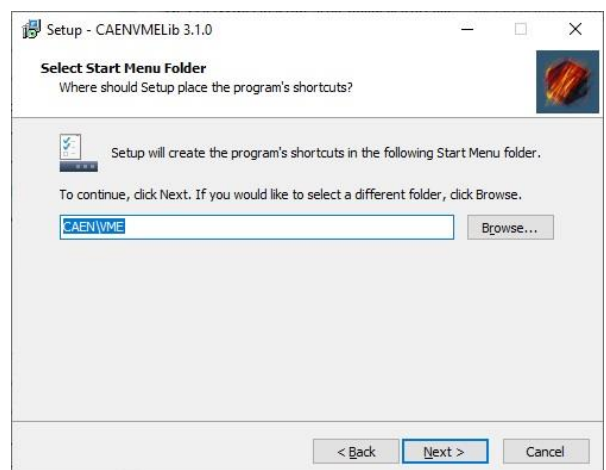 Setup - CAENVMELib 3.1.0
Select Start Menu Folder
Where should Setup place the program's shortcuts?
Setup will create the program's shortcuts in the following Start Menu folder.
To continue, click Next. If you would like to select a different folder, click Browse.
CAEN\VME
Browse...
< Back
Next >
Cancel